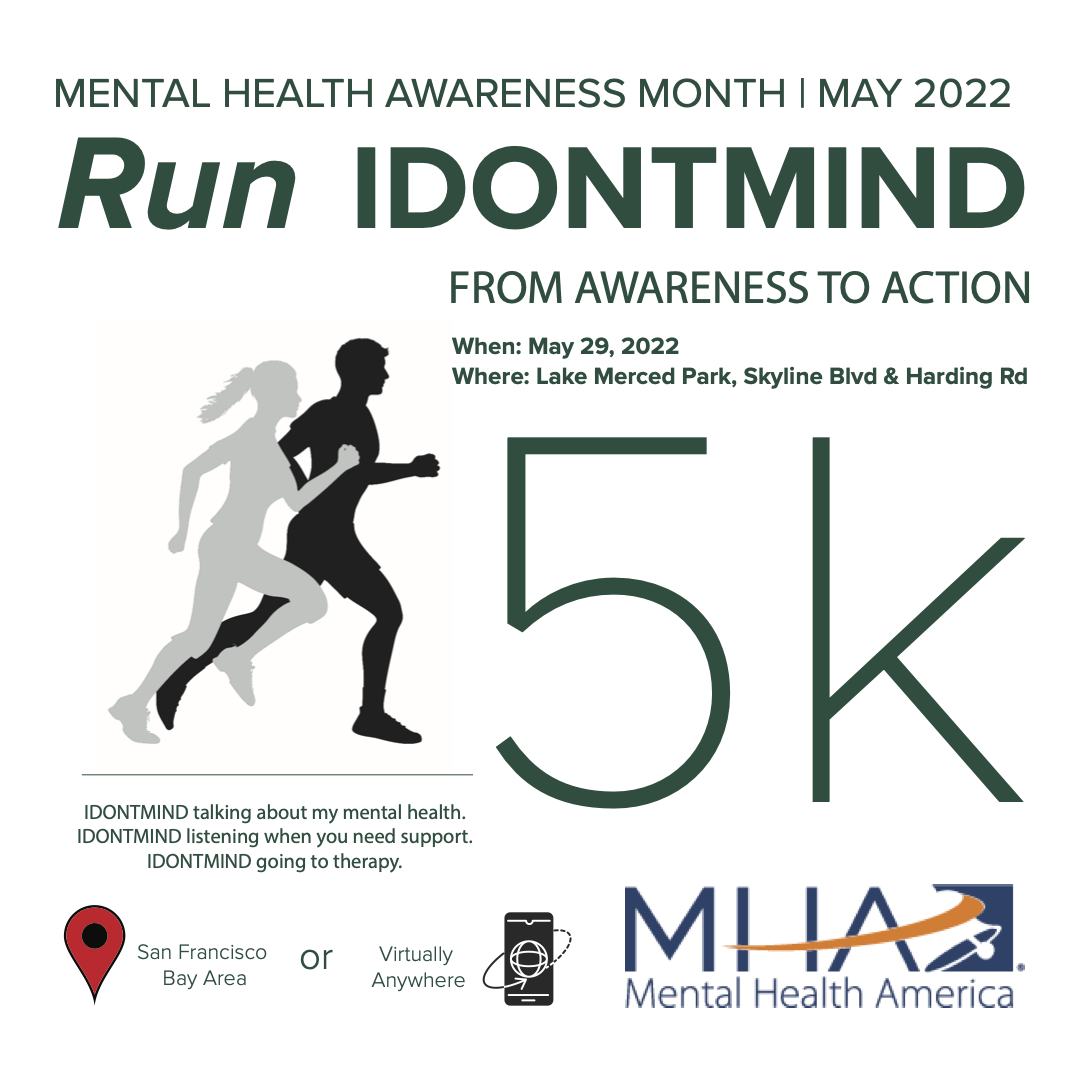 MENTAL HEALTH AWARENESS MONTH | MAY 2022
Run IDONTMIND
FROM AWARENESS TO ACTION
When: May 29, 2022
Where: Lake Merced Park, Skyline Blvd & Harding Rd
5k
IDONTMIND talking about my mental health.
IDONTMIND listening when you need support.
IDONTMIND going to therapy.
San Francisco
Bay Area
or
Virtually
Anywhere
MHA®
Mental Health America